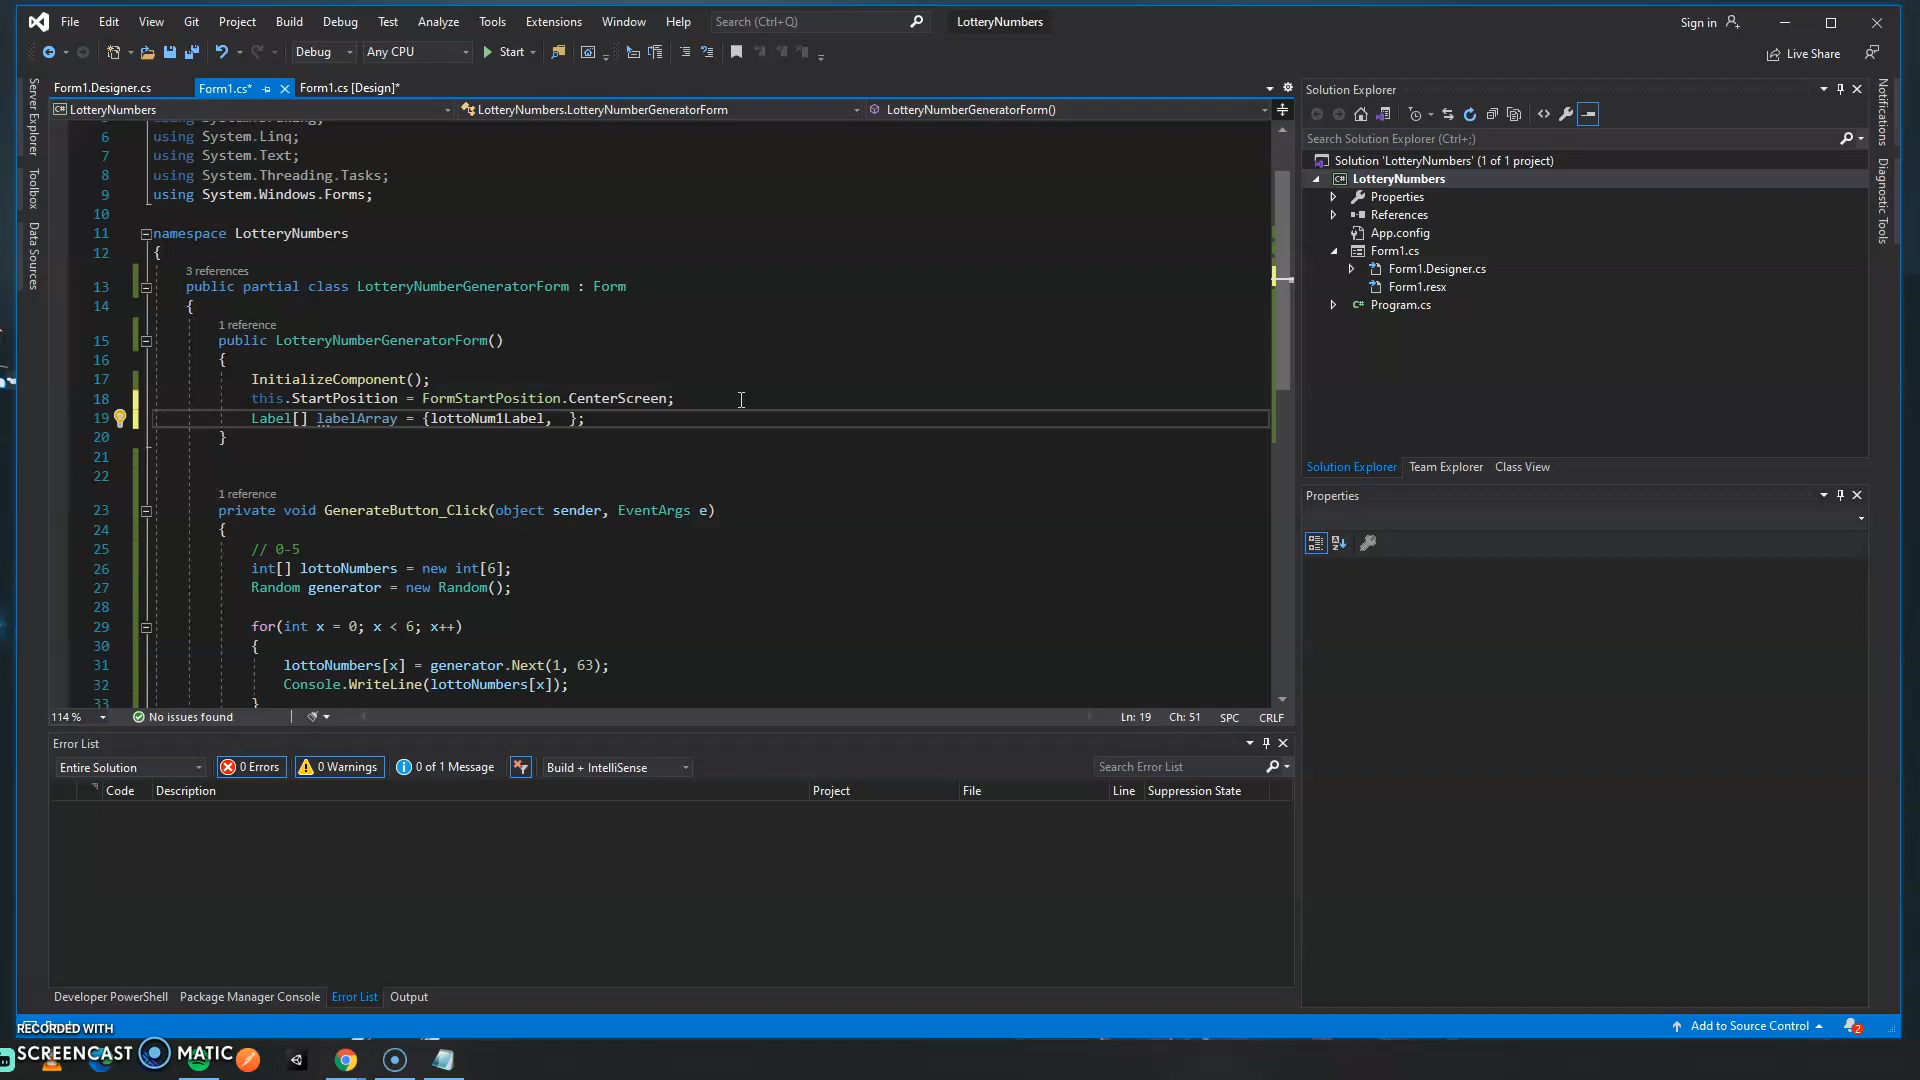 File Edit View Git Project Build Debug Test Analyze Tools Extensions Window Help Search (Ctrl+Q) LotteryNumbers Sign in
Debug Any CPU Start Live Share
Server Explorer
Toolbox
Data Sources
Form1.Designer.cs Form1.cs* Form1.cs [Design]*
LotteryNumbers LotteryNumbers.LotteryNumberGeneratorForm LotteryNumberGeneratorForm()
6 using System.Linq;
7 using System.Text;
8 using System.Threading.Tasks;
9 using System.Windows.Forms;
10
11 namespace LotteryNumbers
12 {
3 references
13 public partial class LotteryNumberGeneratorForm : Form
14 {
1 reference
15 public LotteryNumberGeneratorForm()
16 {
17 InitializeComponent();
18 this.StartPosition = FormStartPosition.CenterScreen;
19 Label[] labelArray = {lottoNum1Label,  };
20 }
21
22
1 reference
23 private void GenerateButton_Click(object sender, EventArgs e)
24 {
25 // 0-5
26 int[] lottoNumbers = new int[6];
27 Random generator = new Random();
28
29 for(int x = 0; x < 6; x++)
30 {
31 lottoNumbers[x] = generator.Next(1, 63);
32 Console.WriteLine(lottoNumbers[x]);
33 }
114 % No issues found Ln: 19 Ch: 51 SPC CRLF
Error List
Entire Solution 0 Errors 0 Warnings 0 of 1 Message Build + IntelliSense Search Error List
Code Description Project File Line Suppression State
Developer PowerShell Package Manager Console Error List Output
Solution Explorer
Search Solution Explorer (Ctrl+;)
Solution 'LotteryNumbers' (1 of 1 project)
LotteryNumbers
Properties
References
App.config
Form1.cs
Form1.Designer.cs
Form1.resx
Program.cs
Solution Explorer Team Explorer Class View
Properties
Notifications
Diagnostic Tools
Add to Source Control 2
RECORDED WITH
SCREENCAST MATIC